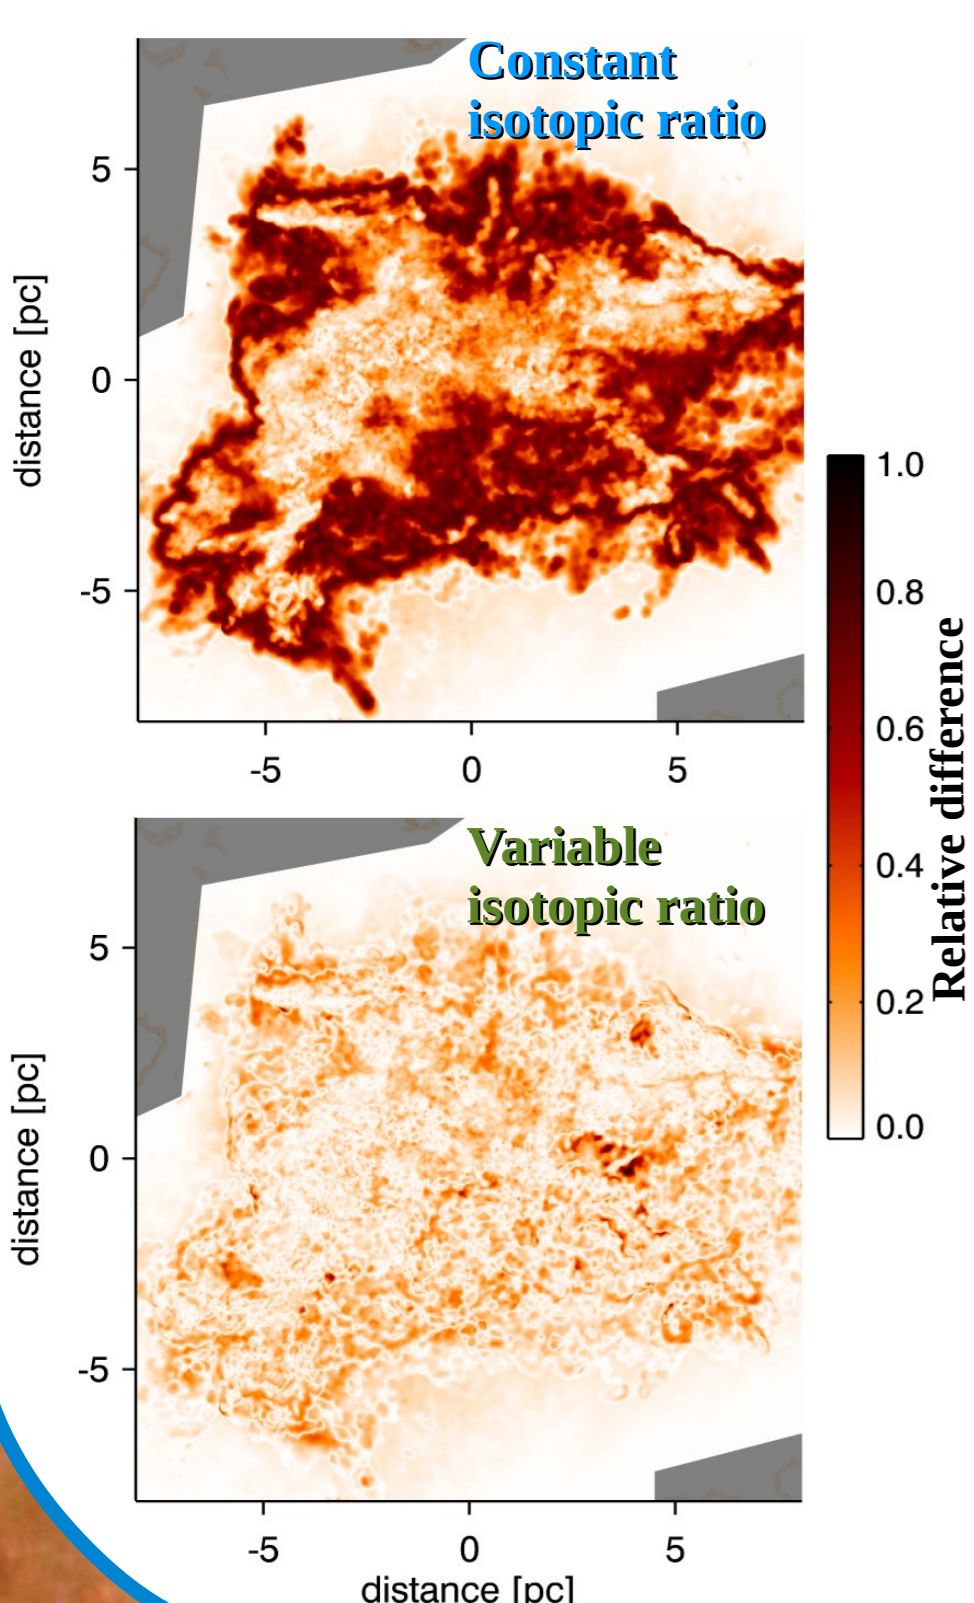 Constant
isotopic ratio
5
0
-5
distance [pc]
-5
0
5
1.0
0.8
0.6
0.4
0.2
0.0
Relative difference
Variable
isotopic ratio
5
0
-5
distance [pc]
-5
0
5
distance [pc]